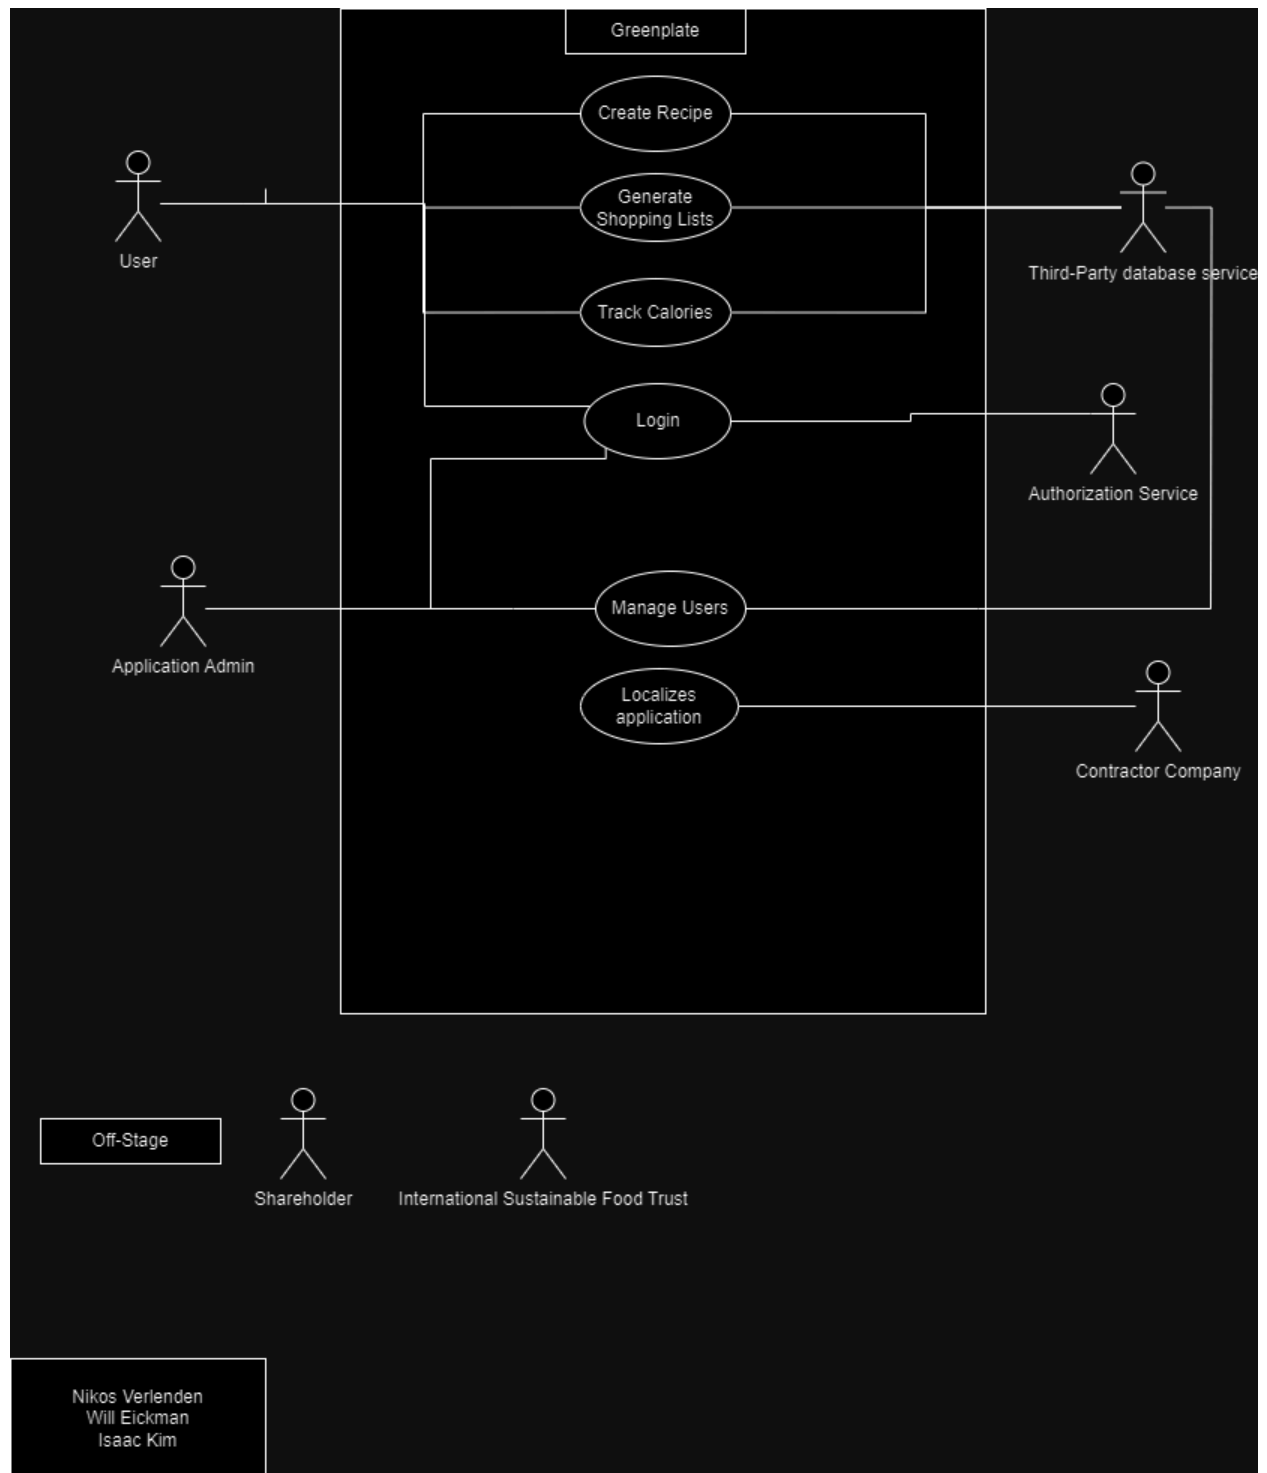 Greenplate
Create Recipe
User
Generate
Shopping Lists
Third-Party database service
Track Calories
Login
Authorization Service
Application Admin
Manage Users
Localizes
application
Contractor Company
Off-Stage
Shareholder
International Sustainable Food Trust
Nikos Verlenden
Will Eickman
Isaac Kim